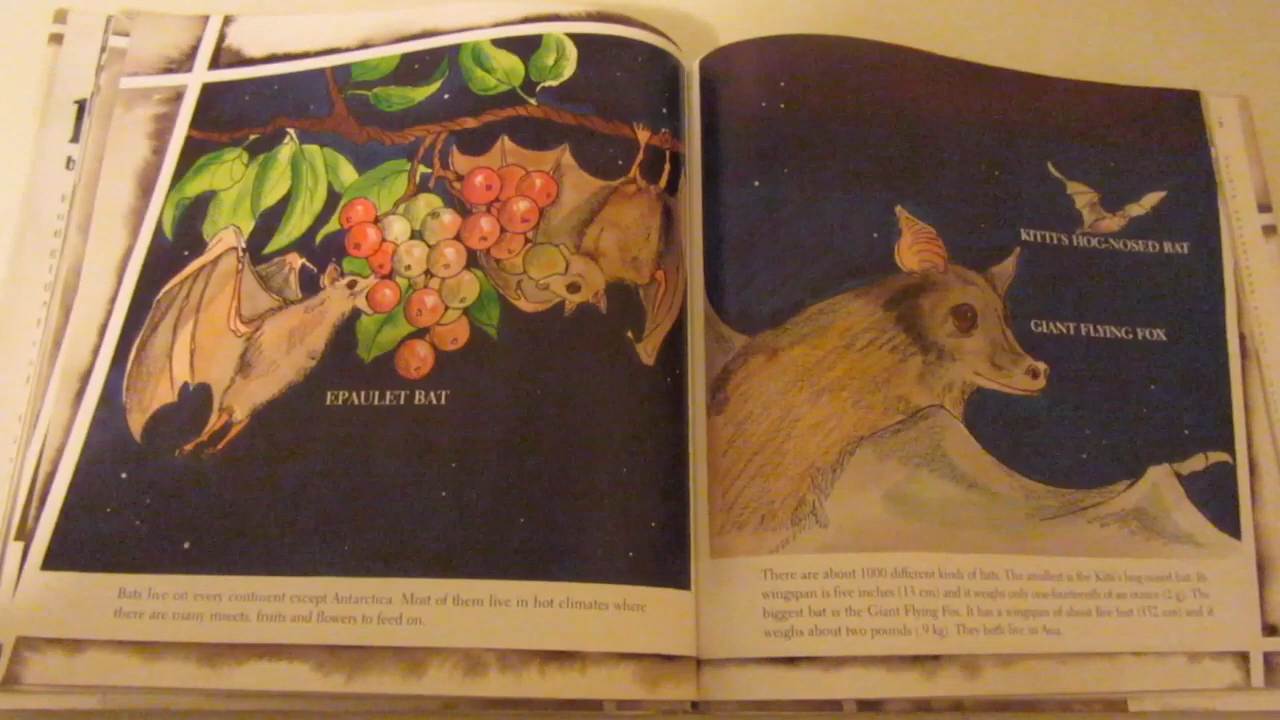 EPAULET BAT
Bats live on every continent except Antarctica. Most of them live in hot climates where
there are many insects, fruits and flowers to feed on.
KITTI'S HOG-NOSED BAT
GIANT FLYING FOX
There are about 1000 different kinds of bats. The smallest is the Kitti's hog-nosed bat. Its
wingspan is five inches (13 cm) and it weighs only one-fourteenth of an ounce (2 g). The
biggest bat is the Giant Flying Fox. It has a wingspan of about five feet (152 cm) and it
weighs about two pounds (.9 kg). They both live in Asia.